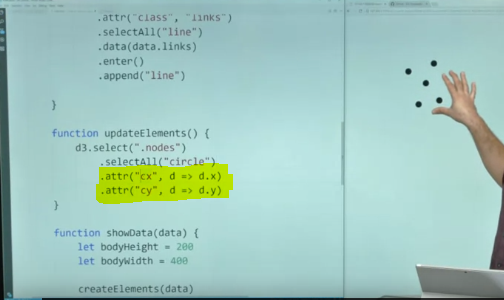 .attr("class", "links")
.selectAll("line")
.data(data.links)
.enter()
.append("line")
}
function updateElements() {
d3.select(".nodes")
.selectAll("circle")
.attr("cx", d => d.x)
.attr("cy", d => d.y)
}
function showData(data) {
let bodyHeight = 200
let bodyWidth = 400
createElements(data)